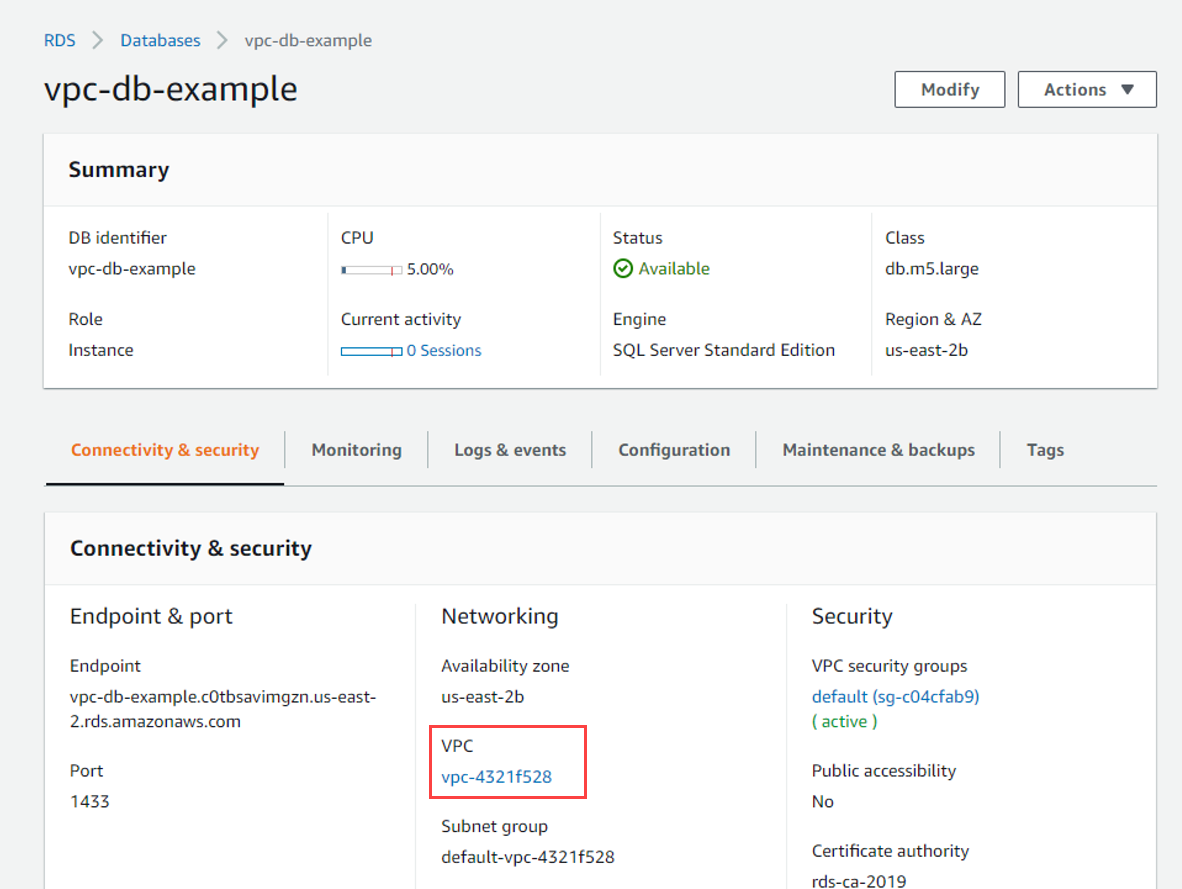 RDS > Databases > vpc-db-example
vpc-db-example
Modify
Actions
Summary
DB identifier
vpc-db-example
CPU
5.00%
Status
Available
Class
db.m5.large
Role
Instance
Current activity
0 Sessions
Engine
SQL Server Standard Edition
Region & AZ
us-east-2b
Connectivity & security
Monitoring
Logs & events
Configuration
Maintenance & backups
Tags
Connectivity & security
Endpoint & port
Endpoint
vpc-db-example.c0tbsavimgzn.us-east-
2.rds.amazonaws.com
Port
1433
Networking
Availability zone
us-east-2b
VPC
vpc-4321f528
Subnet group
default-vpc-4321f528
Security
VPC security groups
default (sg-c04cfab9)
( active )
Public accessibility
No
Certificate authority
rds-ca-2019